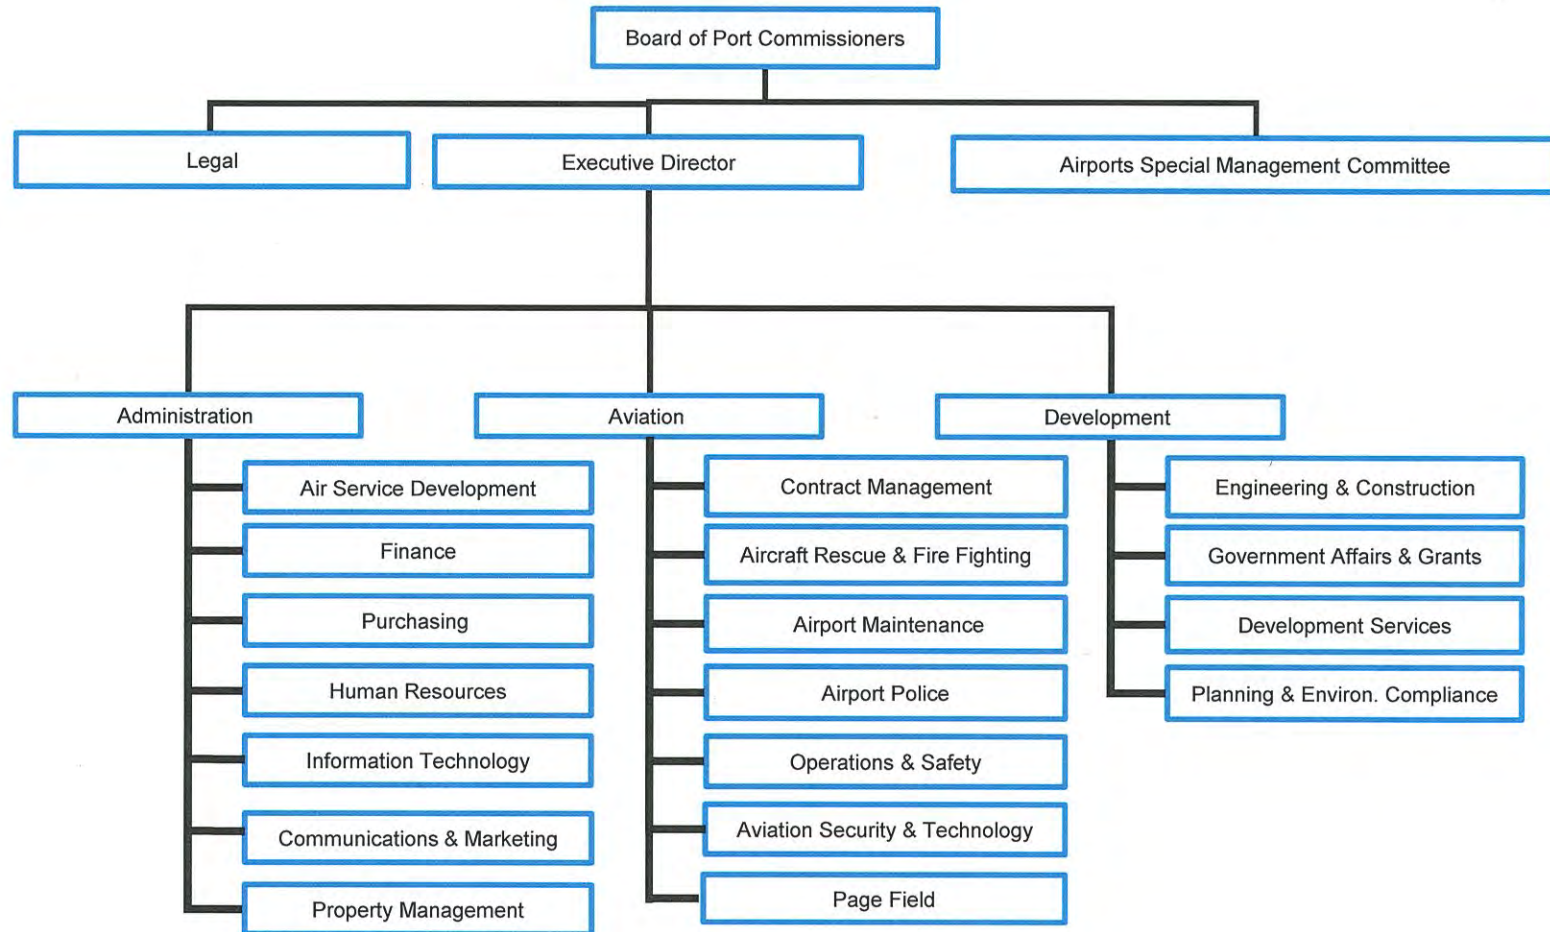 Board of Port Commissioners
Legal
Executive Director
Airports Special Management Committee
Administration
Aviation
Development
Air Service Development
Finance
Purchasing
Human Resources
Information Technology
Communications & Marketing
Property Management
Contract Management
Aircraft Rescue & Fire Fighting
Airport Maintenance
Airport Police
Operations & Safety
Aviation Security & Technology
Page Field
Engineering & Construction
Government Affairs & Grants
Development Services
Planning & Environ. Compliance